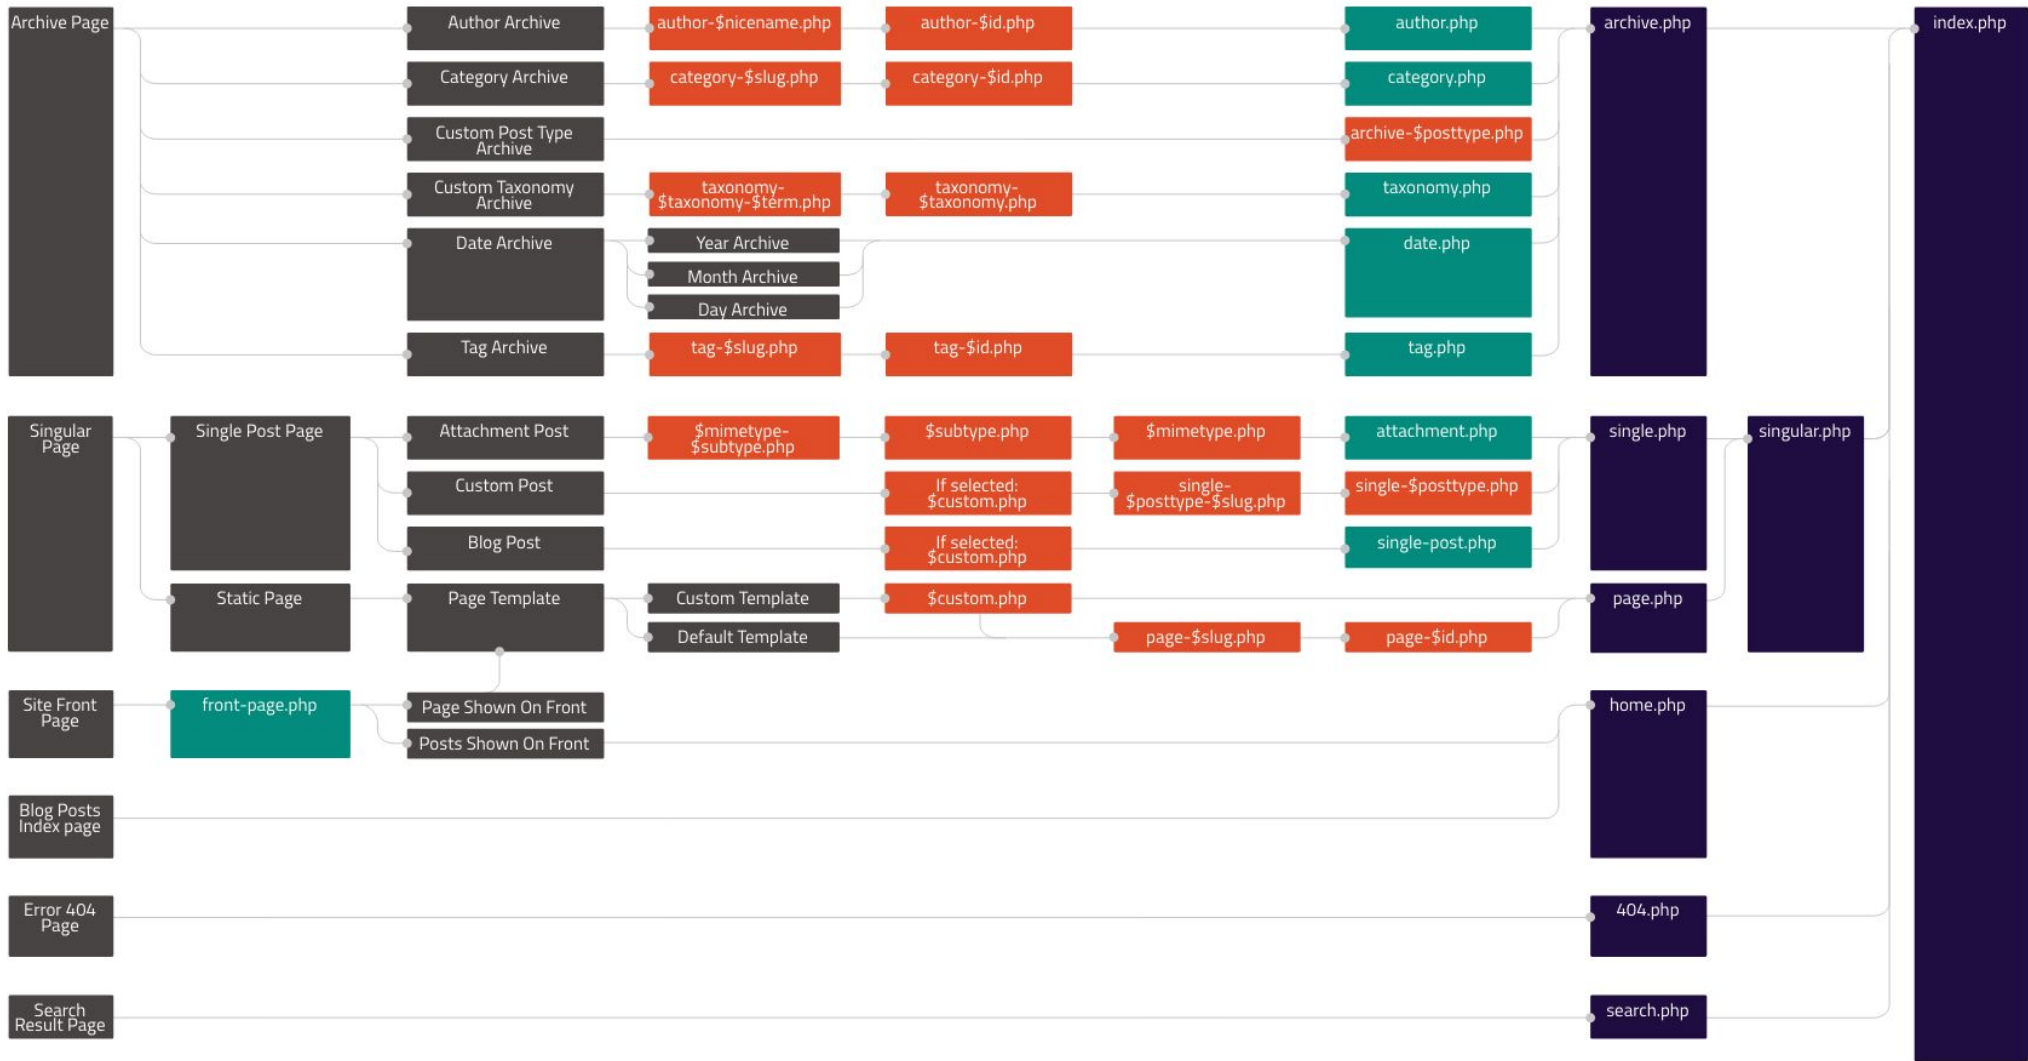 Archive Page
Author Archive
author-$nicename.php
author-$id.php
author.php
archive.php
index.php
Category Archive
category-$slug.php
category-$id.php
category.php
Custom Post Type
Archive
archive-$posttype.php
Custom Taxonomy
Archive
taxonomy-
$taxonomy-$term.php
taxonomy-
$taxonomy.php
taxonomy.php
Date Archive
Year Archive
date.php
Month Archive
Day Archive
Tag Archive
tag-$slug.php
tag-$id.php
tag.php
Singular
Page
Single Post Page
Attachment Post
$mimetype-
$subtype.php
$subtype.php
$mimetype.php
attachment.php
single.php
singular.php
Custom Post
If selected:
$custom.php
single-
$posttype-$slug.php
single-$posttype.php
Blog Post
If selected:
$custom.php
single-post.php
Static Page
Page Template
Custom Template
$custom.php
page.php
Default Template
page-$slug.php
page-$id.php
Site Front
Page
front-page.php
Page Shown On Front
home.php
Posts Shown On Front
Blog Posts
Index page
Error 404
Page
404.php
Search
Result Page
search.php